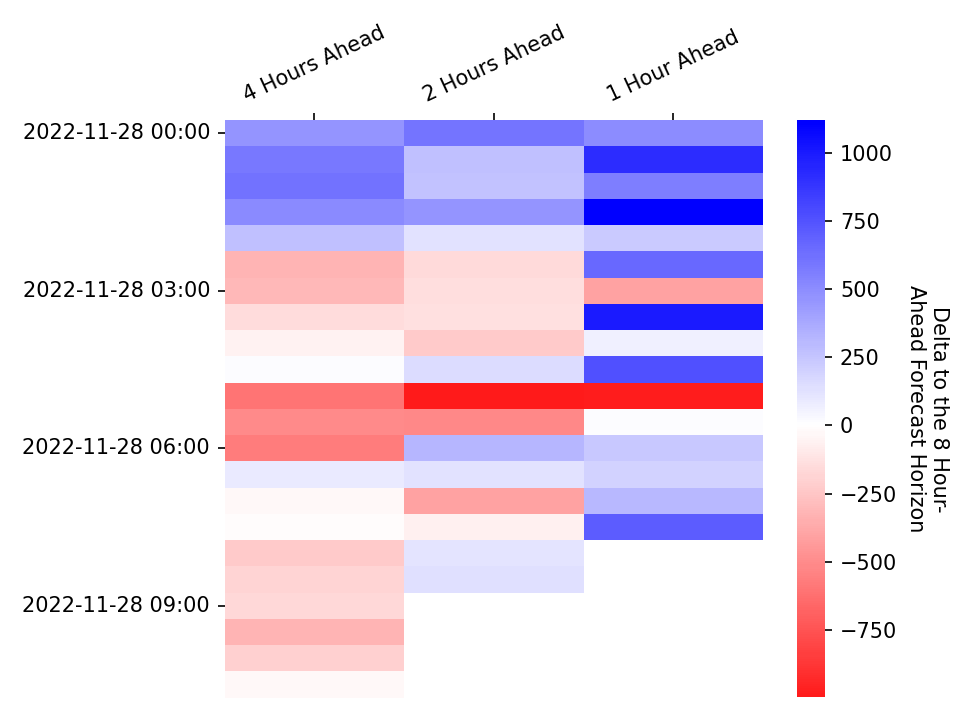 4 Hours Ahead
2 Hours Ahead
1 Hour Ahead
2022-11-28 00:00
2022-11-28 03:00
2022-11-28 06:00
2022-11-28 09:00
1000
750
500
250
0
−250
−500
−750
Delta to the 8 Hour-
Ahead Forecast Horizon